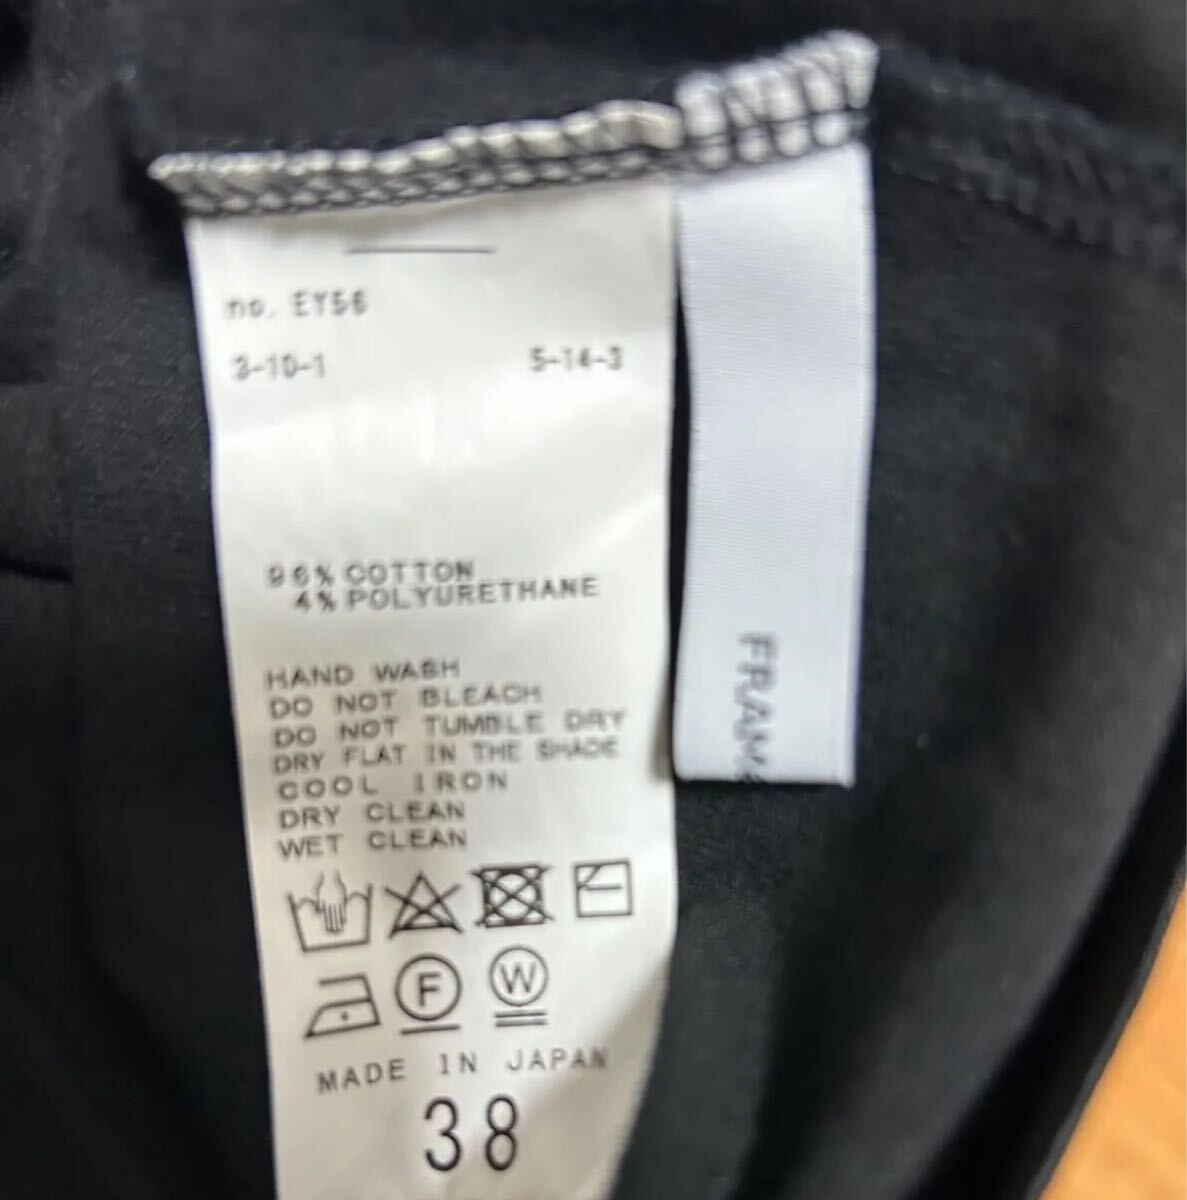 no. EY56
3-10-1 5-14-3
96% COTTON
4% POLYURETHANE
HAND WASH
DO NOT BLEACH
DO NOT TUMBLE DRY
DRY FLAT IN THE SHADE
COOL IRON
DRY CLEAN
WET CLEAN
F W
MADE IN JAPAN
38